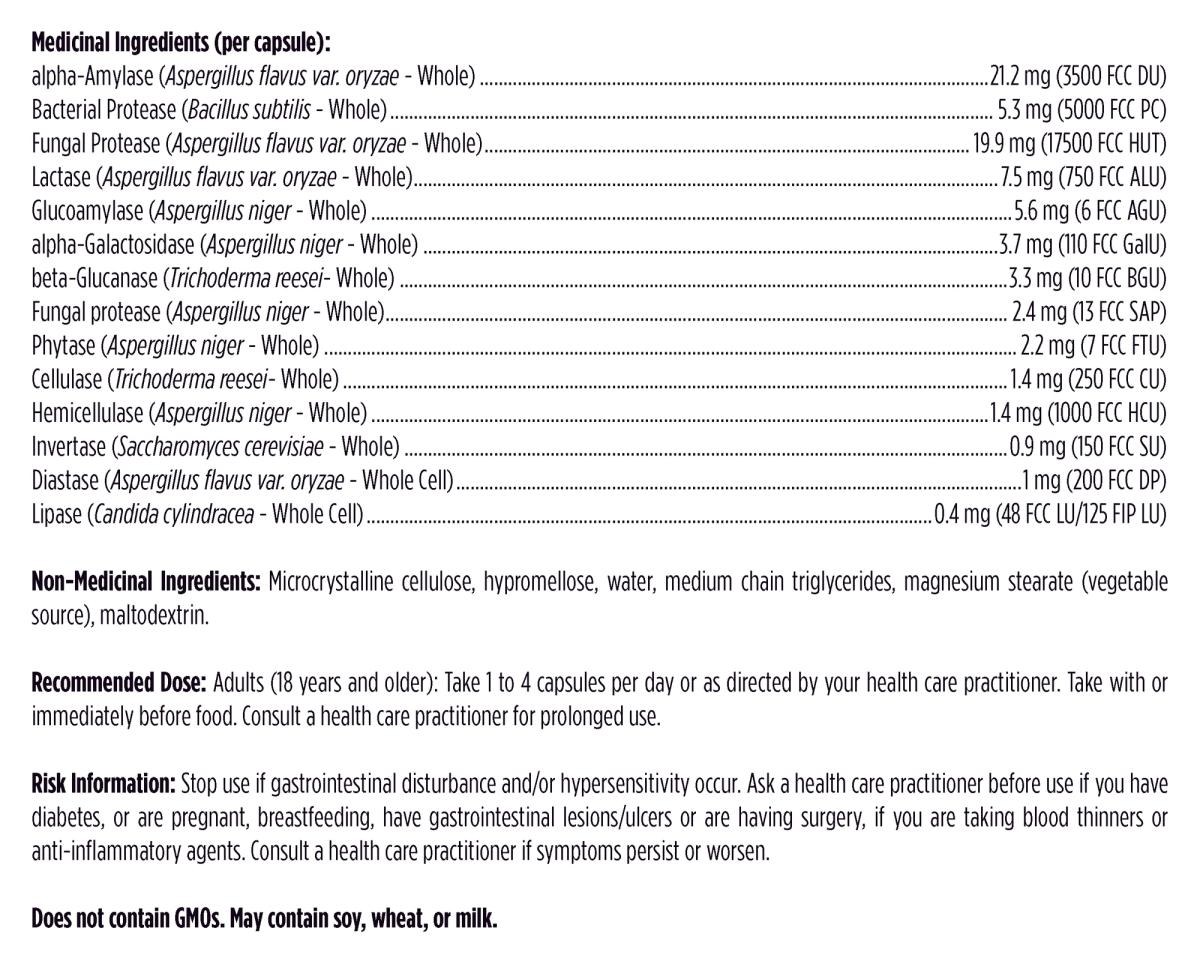 Medicinal Ingredients (per capsule):
alpha-Amylase (Aspergillus flavus var. oryzae - Whole) ........ 21.2 mg (3500 FCC DU)
Bacterial Protease (Bacillus subtilis - Whole) ........ 5.3 mg (5000 FCC PC)
Fungal Protease (Aspergillus flavus var. oryzae - Whole) ........ 19.9 mg (17500 FCC HUT)
Lactase (Aspergillus flavus var. oryzae - Whole) ........ 7.5 mg (750 FCC ALU)
Glucoamylase (Aspergillus niger - Whole) ........ 5.6 mg (6 FCC AGU)
alpha-Galactosidase (Aspergillus niger - Whole) ........ 3.7 mg (110 FCC GalU)
beta-Glucanase (Trichoderma reesei- Whole) ........ 3.3 mg (10 FCC BGU)
Fungal protease (Aspergillus niger - Whole) ........ 2.4 mg (13 FCC SAP)
Phytase (Aspergillus niger - Whole) ........ 2.2 mg (7 FCC FTU)
Cellulase (Trichoderma reesei- Whole) ........ 1.4 mg (250 FCC CU)
Hemicellulase (Aspergillus niger - Whole) ........ 1.4 mg (1000 FCC HCU)
Invertase (Saccharomyces cerevisiae - Whole) ........ 0.9 mg (150 FCC SU)
Diastase (Aspergillus flavus var. oryzae - Whole Cell) ........ 1 mg (200 FCC DP)
Lipase (Candida cylindracea - Whole Cell) ........ 0.4 mg (48 FCC LU/125 FIP LU)
Non-Medicinal Ingredients: Microcrystalline cellulose, hypromellose, water, medium chain triglycerides, magnesium stearate (vegetable
source), maltodextrin.
Recommended Dose: Adults (18 years and older): Take 1 to 4 capsules per day or as directed by your health care practitioner. Take with or
immediately before food. Consult a health care practitioner for prolonged use.
Risk Information: Stop use if gastrointestinal disturbance and/or hypersensitivity occur. Ask a health care practitioner before use if you have
diabetes, or are pregnant, breastfeeding, have gastrointestinal lesions/ulcers or are having surgery, if you are taking blood thinners or
anti-inflammatory agents. Consult a health care practitioner if symptoms persist or worsen.
Does not contain GMOs. May contain soy, wheat, or milk.